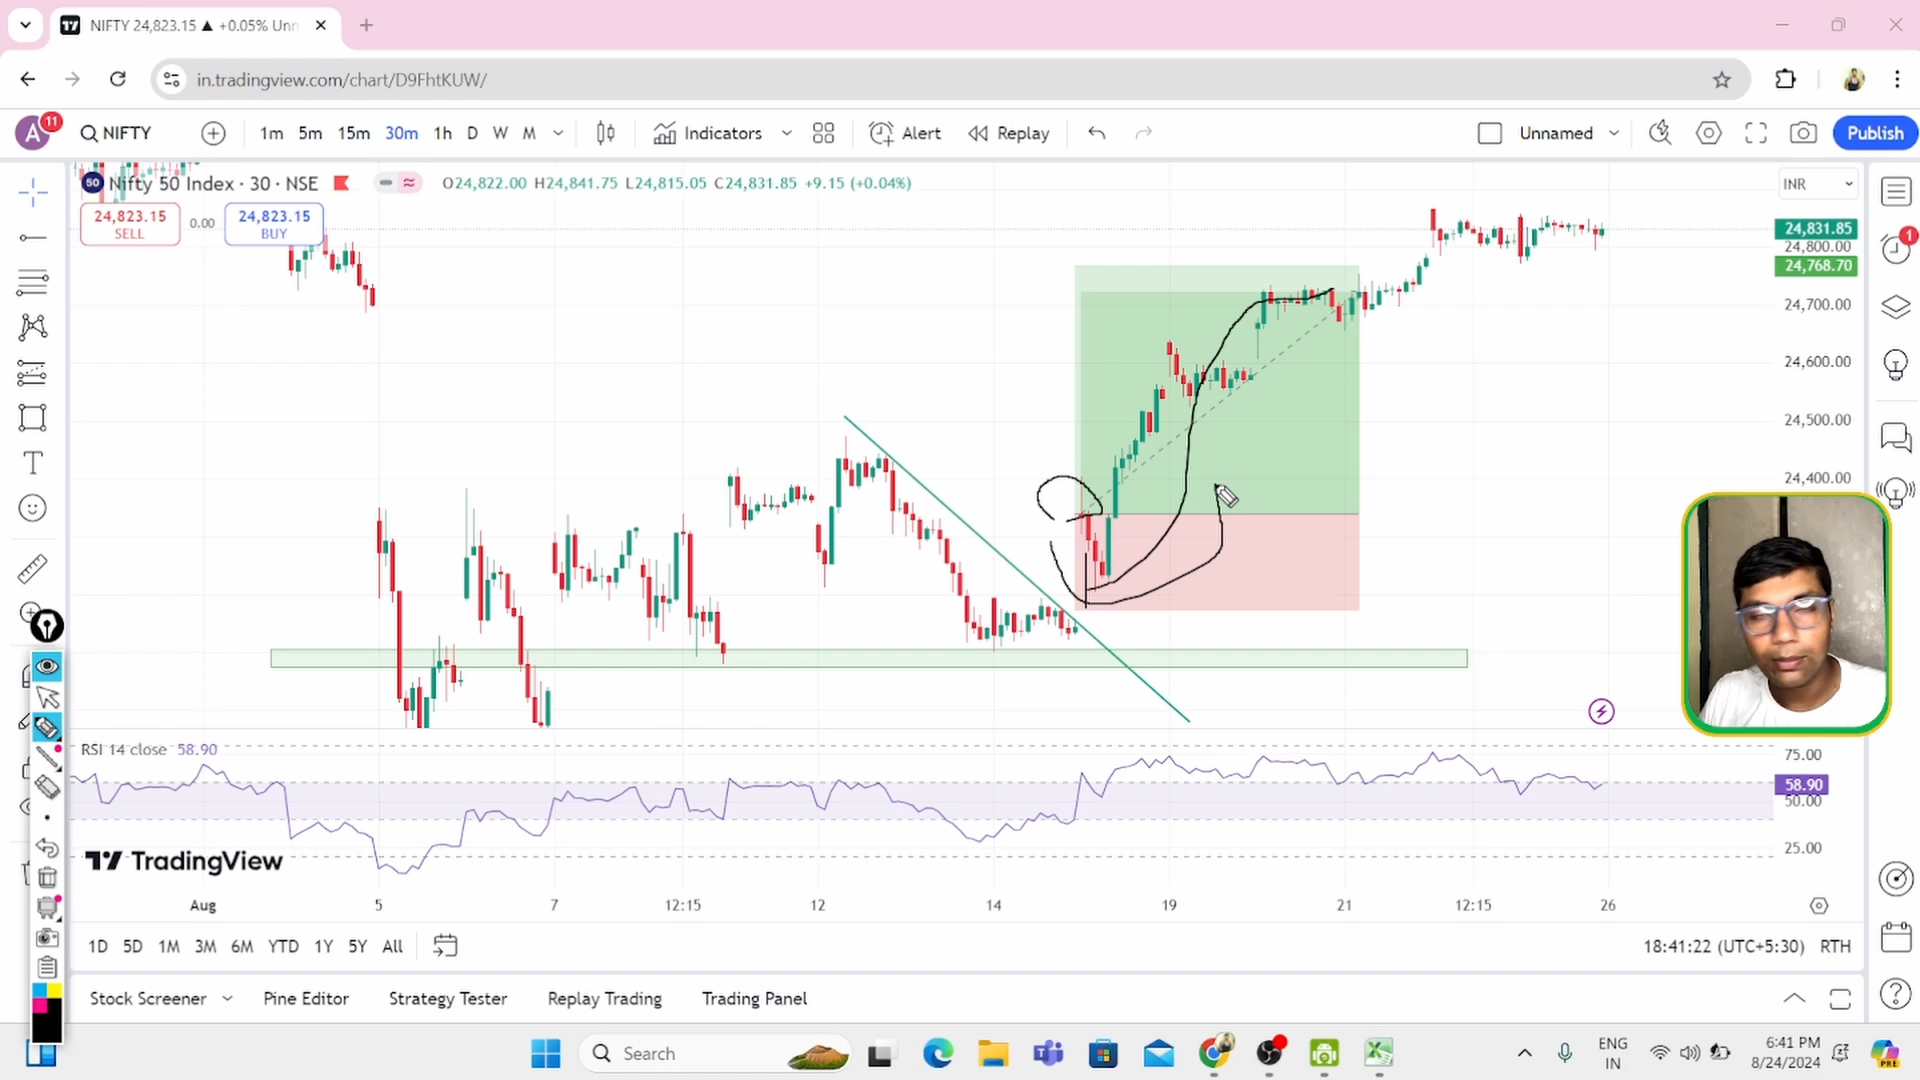 NIFTY 24,823.15 ▲ +0.05% Unn
in.tradingview.com/chart/D9FhtKUW/
A 11 NIFTY 1m 5m 15m 30m 1h D W M Indicators Alert Replay Unnamed Publish
50 Nifty 50 Index · 30 · NSE O24,822.00 H24,841.75 L24,815.05 C24,831.85 +9.15 (+0.04%) INR
24,823.15 0.00 24,823.15
SELL BUY
24,831.85
24,800.00
24,768.70
24,700.00
24,600.00
24,500.00
24,400.00
RSI 14 close 58.90
75.00
58.90
50.00
25.00
TradingView
Aug 5 7 12:15 12 14 19 21 12:15 26
1D 5D 1M 3M 6M YTD 1Y 5Y All 18:41:22 (UTC+5:30) RTH
Stock Screener Pine Editor Strategy Tester Replay Trading Trading Panel
Search ENG 6:41 PM
IN 8/24/2024
PRE
1